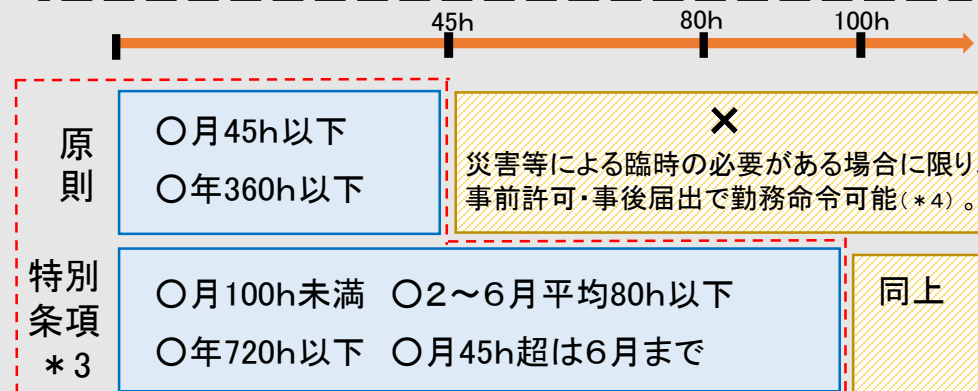 45h
80h
100h
原則
○月45h以下
○年360h以下
×
災害等による臨時の必要がある場合に限り、
事前許可・事後届出で勤務命令可能(*4)。
特別
条項
*3
○月100h未満 ○2～6月平均80h以下
○年720h以下 ○月45h超は6月まで
同上